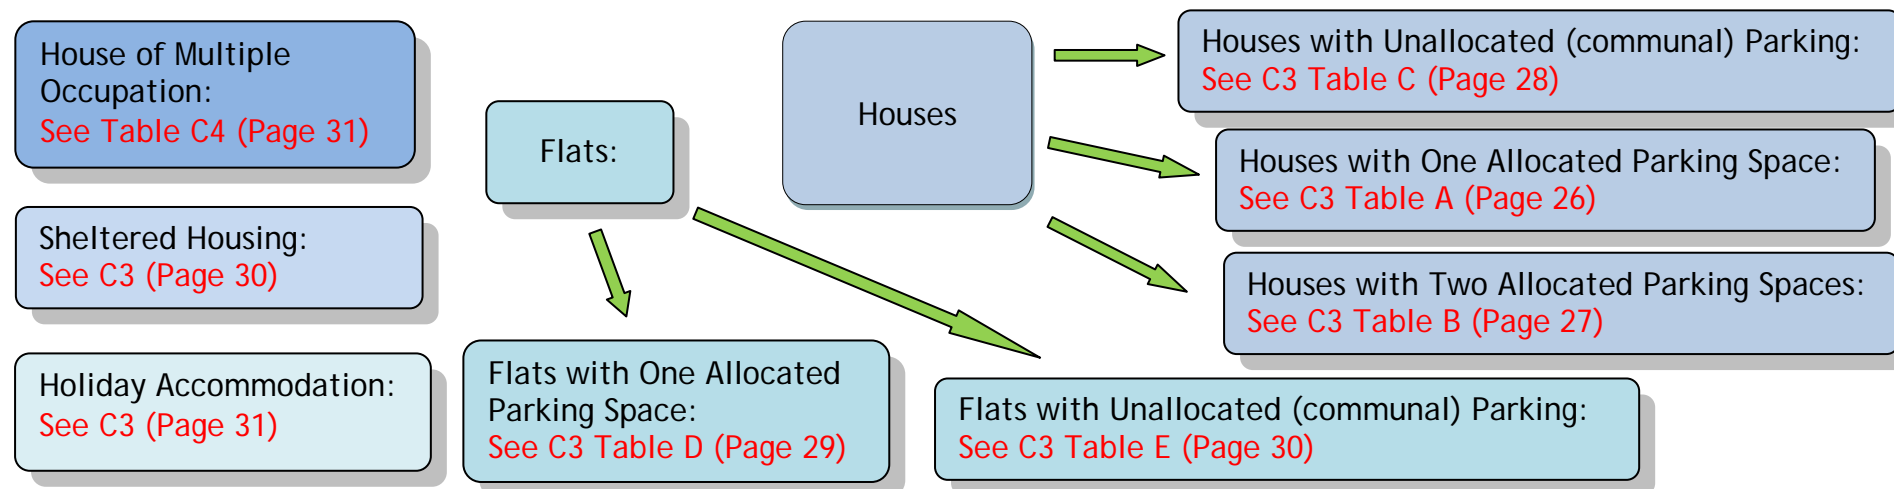 House of Multiple
Occupation:
See Table C4 (Page 31)
Sheltered Housing:
See C3 (Page 30)
Holiday Accommodation:
See C3 (Page 31)
Flats:
Flats with One Allocated
Parking Space:
See C3 Table D (Page 29)
Flats with Unallocated (communal) Parking:
See C3 Table E (Page 30)
Houses
Houses with Unallocated (communal) Parking:
See C3 Table C (Page 28)
Houses with One Allocated Parking Space:
See C3 Table A (Page 26)
Houses with Two Allocated Parking Spaces:
See C3 Table B (Page 27)